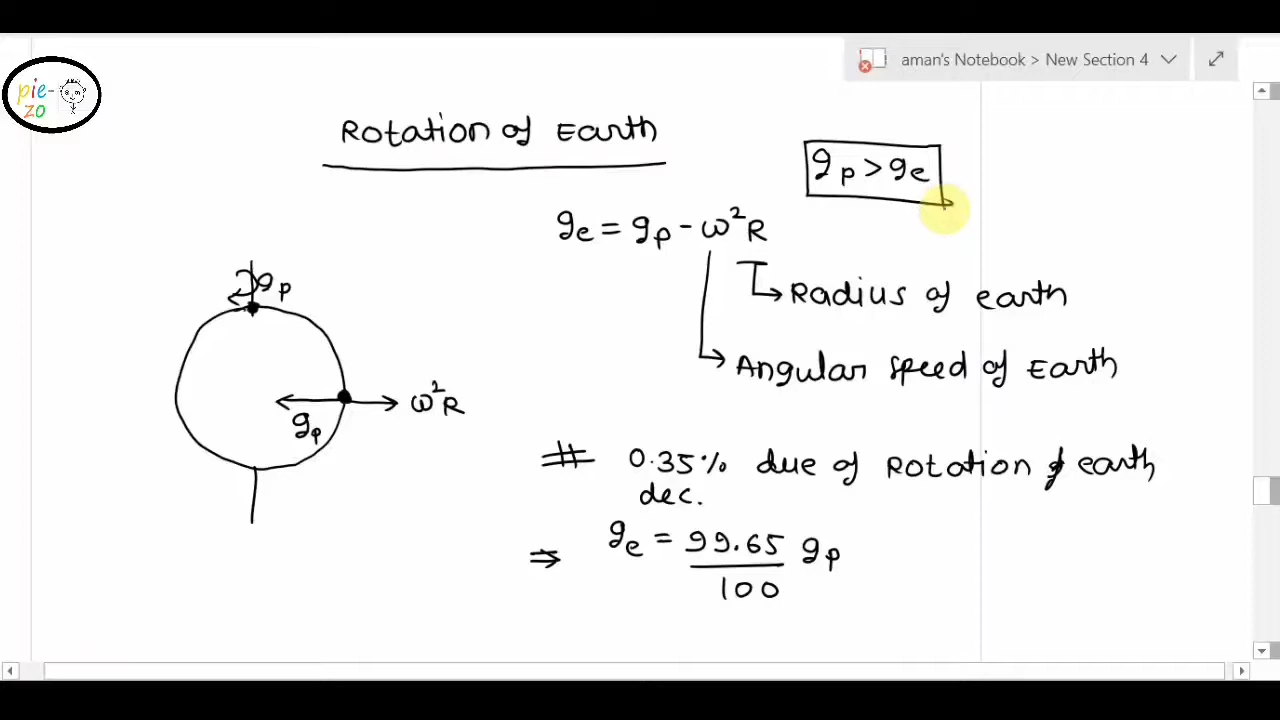 pie-
zo
aman's Notebook > New Section 4
Rotation of Earth
gp > ge
ge = gp - ω²R
Radius of earth
Angular speed of Earth
gp
gp
ω²R
# 0.35% due of Rotation of earth
dec.
⇒ ge = 99.65/100 gp